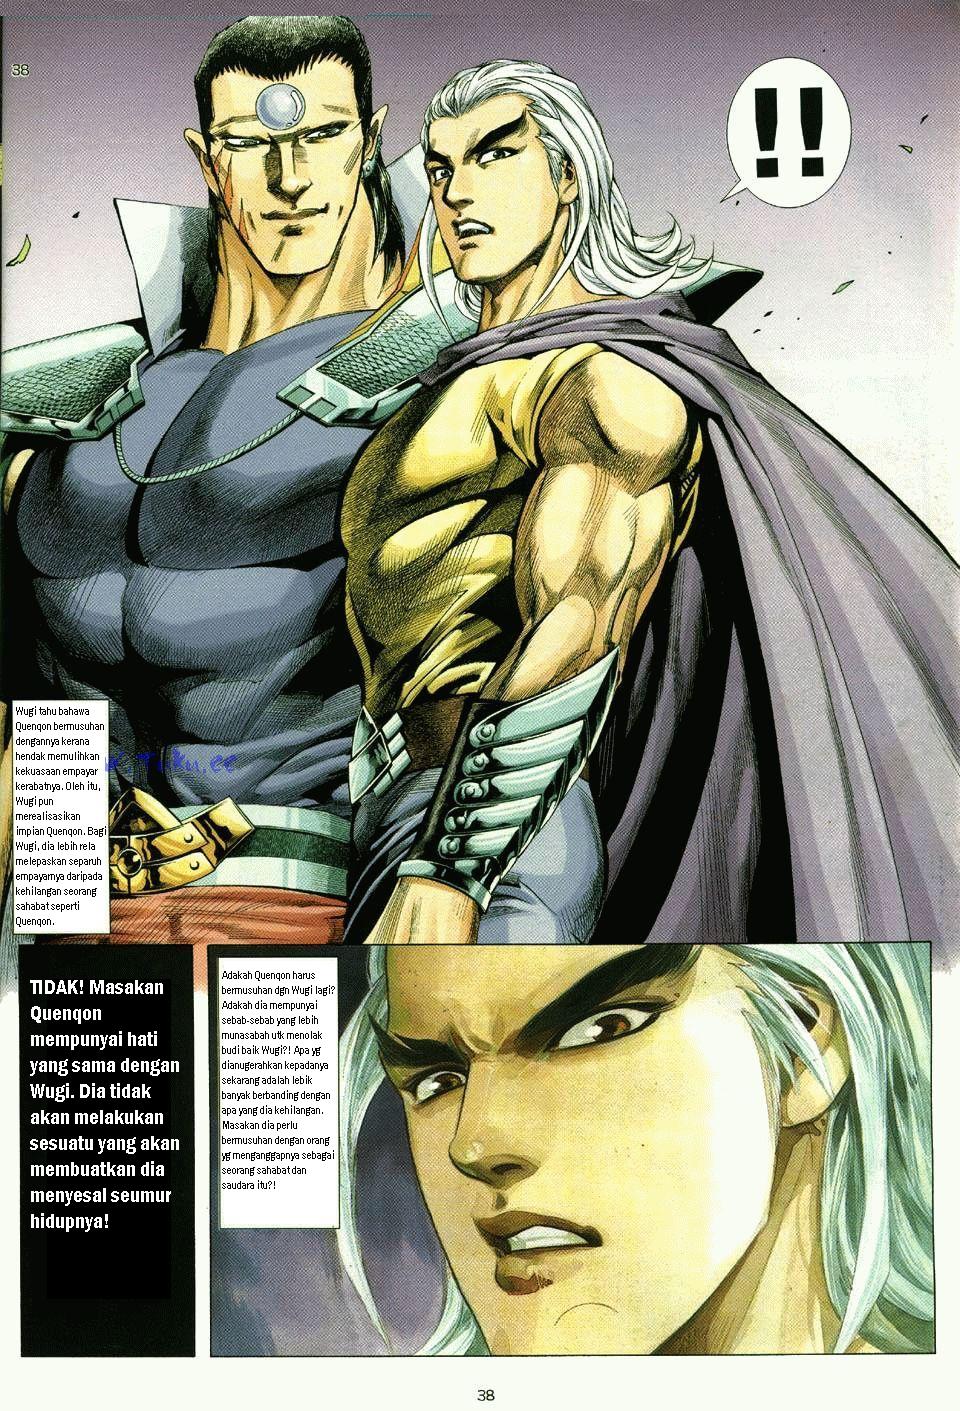 38
!!
Wugi tahu bahawa
Quenqon bermusuhan
dengannya kerana
hendak memulihkan
kekuasaan empayar
kerabatnya. Oleh itu,
Wugi pun
merealisasikan
impian Quenqon. Bagi
Wugi, dia lebih rela
melepaskan separuh
empayarnya daripada
kehilangan seorang
sahabat seperti
Quenqon.
TIDAK! Masakan
Quenqon
mempunyai hati
yang sama dengan
Wugi. Dia tidak
akan melakukan
sesuatu yang akan
membuatkan dia
menyesal seumur
hidupnya!
Adakah Quenqon harus
bermusuhan dgn Wugi lagi?
Adakah dia mempunyai
sebab-sebab yang lebih
munasabah utk menolak
budi baik Wugi?! Apa yg
dianugerahkan kepadanya
sekarang adalah lebik
banyak berbanding dengan
apa yang dia kehilangan.
Masakan dia perlu
bermusuhan dengan orang
yg menganggapnya sebagai
seorang sahabat dan
saudara itu?!
38